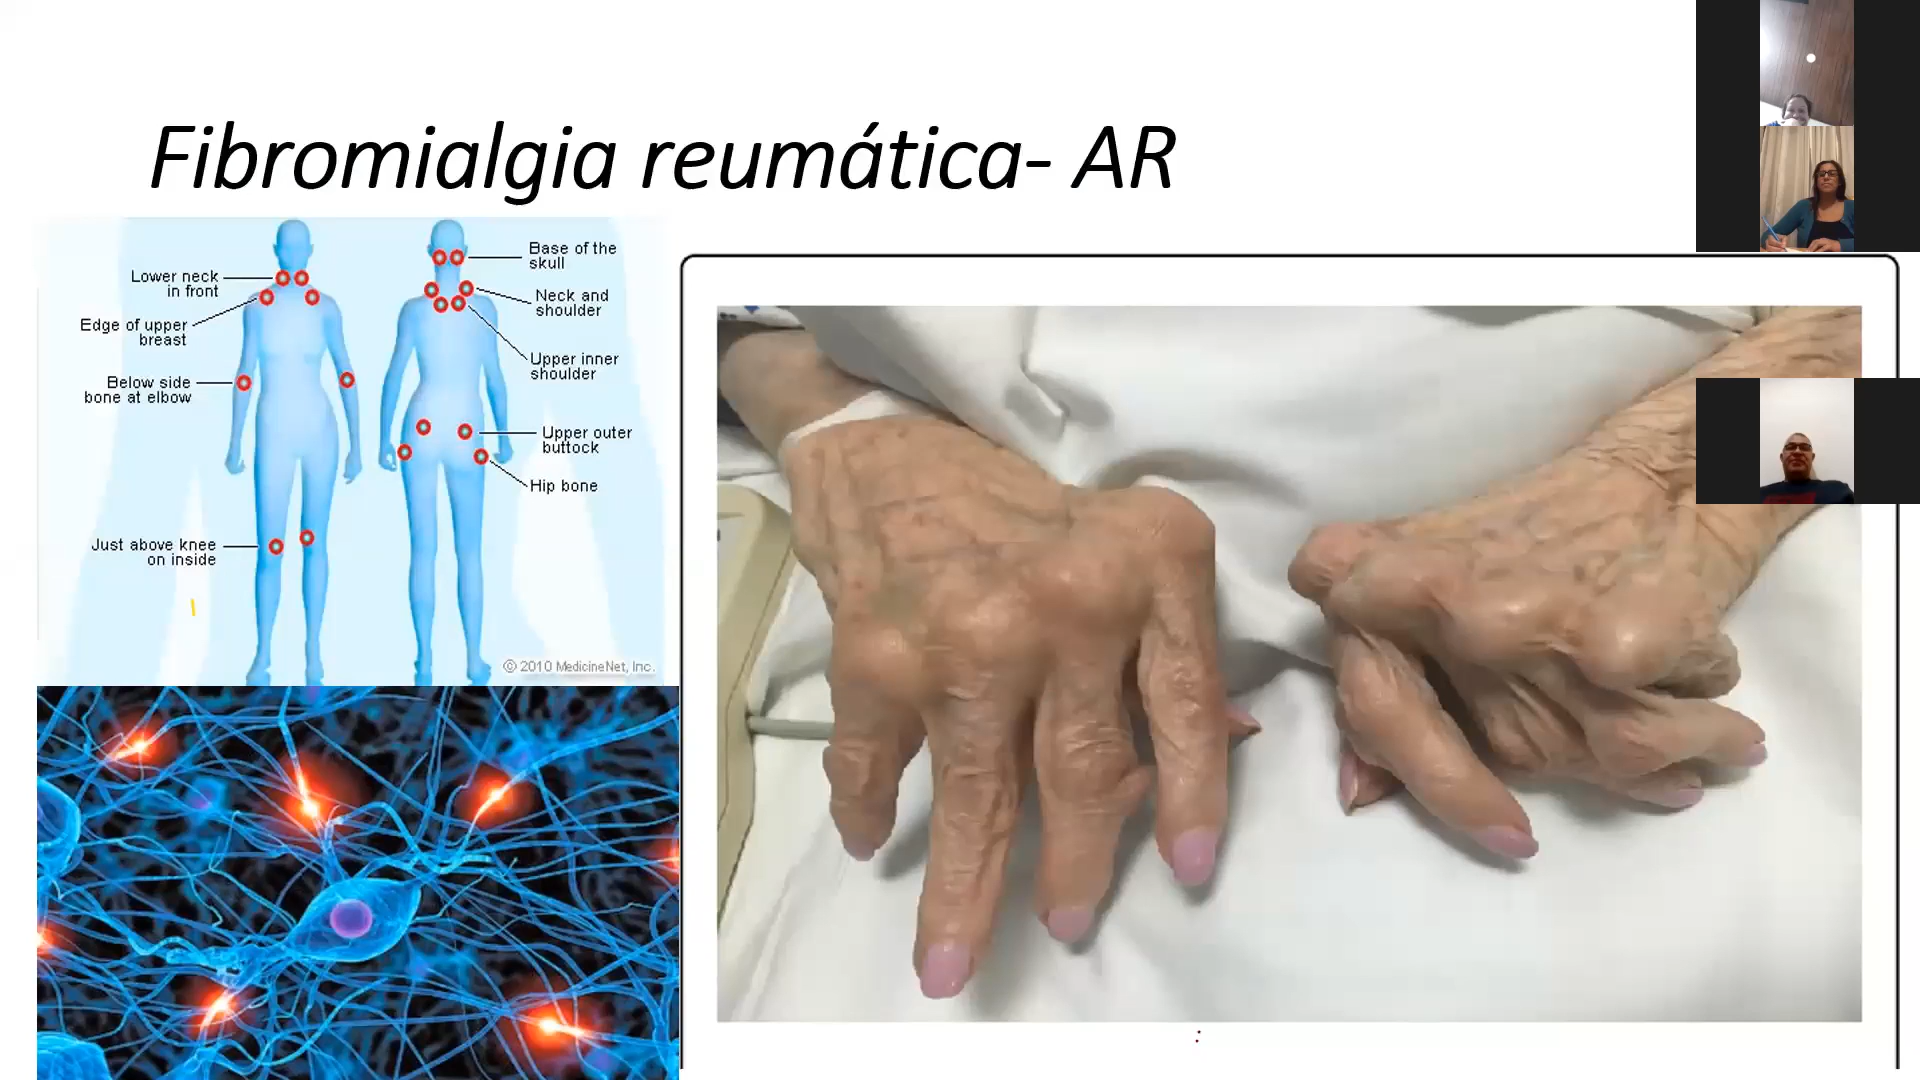 Fibromialgia reumática- AR
Lower neck
in front
Edge of upper
breast
Below side
bone at elbow
Just above knee
on inside
Base of the
skull
Neck and
shoulder
Upper inner
shoulder
Upper outer
buttock
Hip bone
© 2010 MedicineNet, Inc.